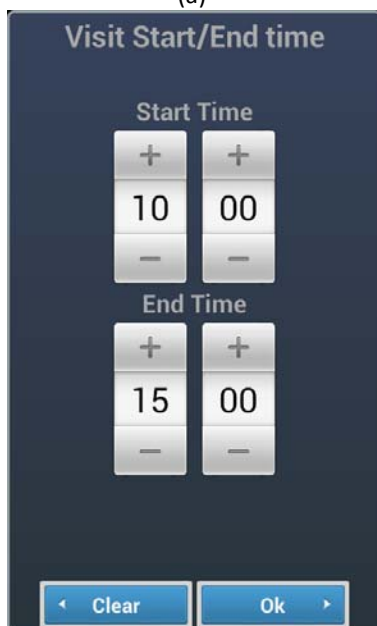 (a)
Visit Start/End time
Start Time
+ +
10 00
− −
End Time
+ +
15 00
− −
Clear Ok